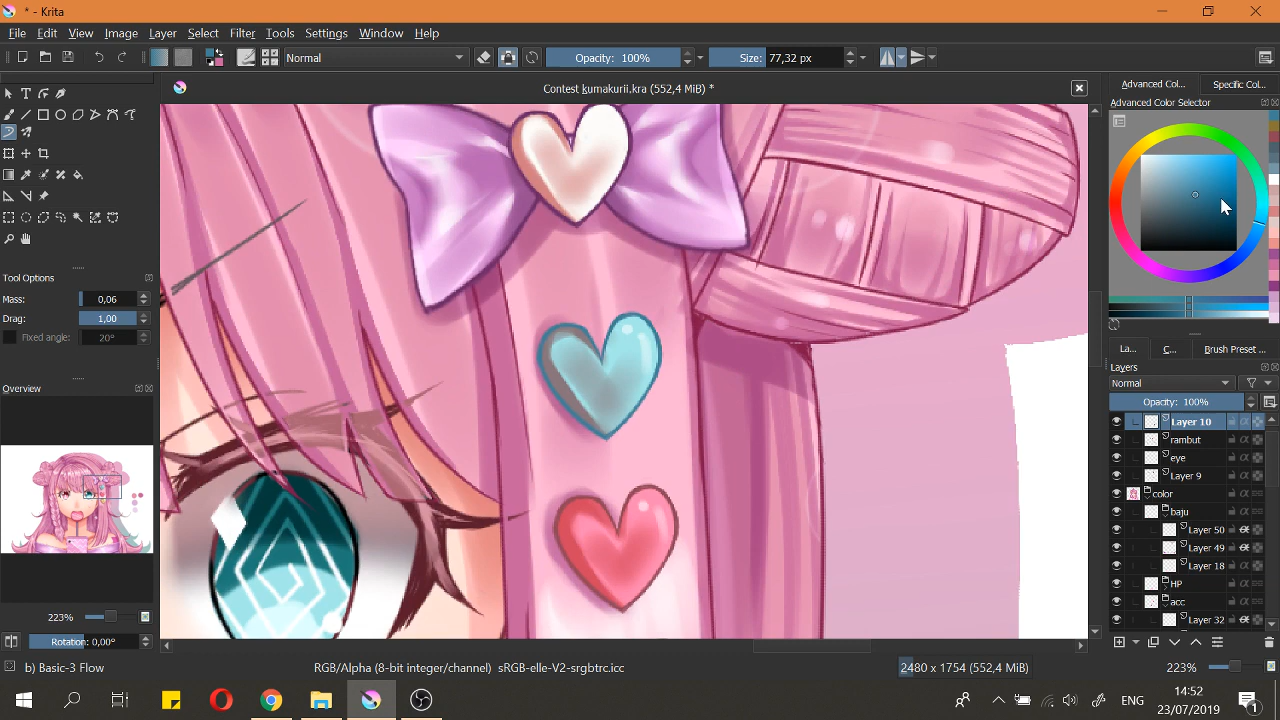 * - Krita
File Edit View Image Layer Select Filter Tools Settings Window Help
Normal Opacity: 100% Size: 77,32 px
Contest kumakurii.kra (552,4 MiB) *
Advanced Col... Specific Col...
Advanced Color Selector
Tool Options
Mass: 0,06
Drag: 1,00
Fixed angle: 20°
Overview
223%
Rotation: 0,00°
La... C... Brush Preset ...
Layers
Normal
Opacity: 100%
Layer 10
rambut
eye
Layer 9
color
baju
Layer 50
Layer 49
Layer 18
HP
acc
Layer 32
b) Basic-3 Flow RGB/Alpha (8-bit integer/channel) sRGB-elle-V2-srgbtrc.icc 2480 x 1754 (552,4 MiB) 223%
ENG 14:52
23/07/2019
1